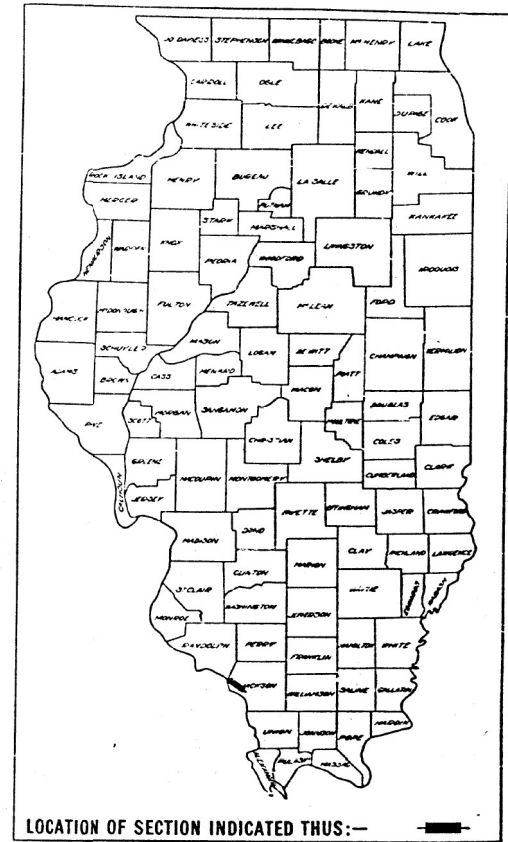 JO DAVIESS STEPHENSON WINNEBAGO BOONE McHENRY LAKE
CARROLL OGLE KANE
DEKALB DUPAGE COOK
WHITESIDE LEE
KENDALL
ROCK ISLAND HENRY BUREAU LA SALLE WILL
MERCER PUTNAM GRUNDY
STARK MARSHALL KANKAKEE
HENDERSON WARREN KNOX PEORIA WOODFORD LIVINGSTON IROQUOIS
HANCOCK McDONOUGH FULTON TAZEWELL McLEAN FORD
MASON
SCHUYLER LOGAN DEWITT CHAMPAIGN VERMILION
ADAMS BROWN CASS MENARD PIATT
MACON
MORGAN SANGAMON DOUGLAS
PIKE SCOTT CHRISTIAN MOULTRIE EDGAR
COLES
GREENE SHELBY
CALHOUN JERSEY MACOUPIN MONTGOMERY CUMBERLAND CLARK
FAYETTE EFFINGHAM JASPER CRAWFORD
MADISON BOND
CLAY RICHLAND LAWRENCE
CLINTON MARION
ST CLAIR WAYNE EDWARDS WABASH
WASHINGTON JEFFERSON
MONROE
RANDOLPH PERRY HAMILTON WHITE
FRANKLIN
JACKSON WILLIAMSON SALINE GALLATIN
UNION JOHNSON POPE HARDIN
ALEXANDER PULASKI MASSAC
LOCATION OF SECTION INDICATED THUS:—